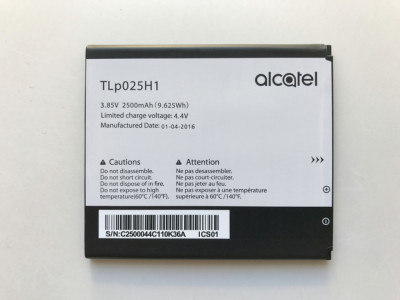 TLp025H1
alcatel
3.85V 2500mAh (9.625Wh)
Limited charge voltage: 4.4V
Manufactured Date: 01-04-2016
Cautions
Do not disassemble.
Do not short-circuit.
Do not dispose of in fire.
Do not expose to high
temperature(60℃ /140℉).
Attention
Ne pas desassembler.
Ne pas court-circuiter.
Ne pas jeter au feu.
Ne pas exposer à une température
supérieur à 60℃ / 140℉.
>>>
+
-
S/N:C2500044C110K36A ICS01